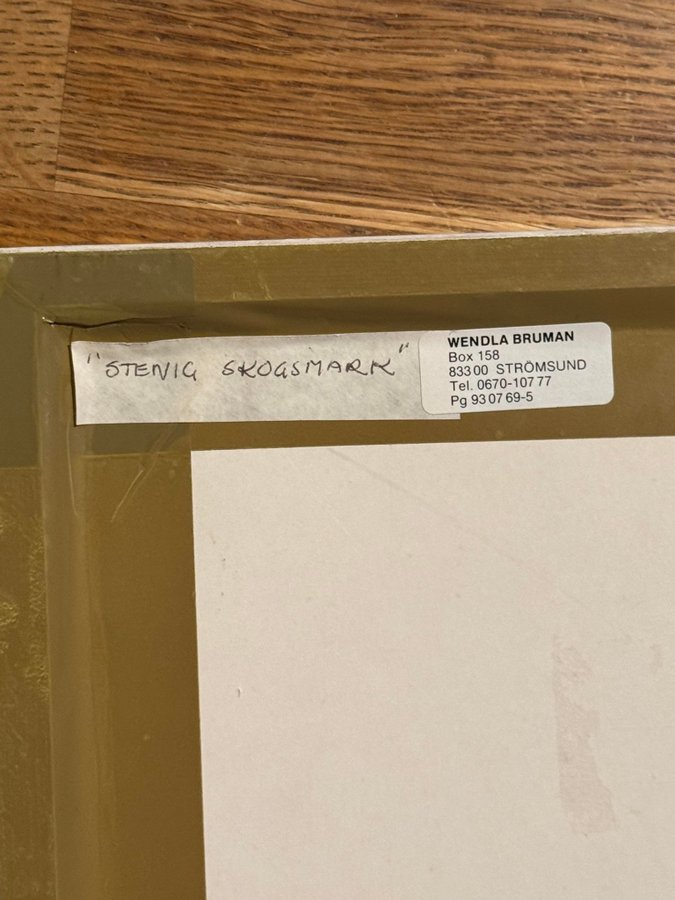 "STENIG SKOGSMARK"
WENDLA BRUMAN
Box 158
833 00 STRÖMSUND
Tel. 0670-107 77
Pg 93 07 69-5